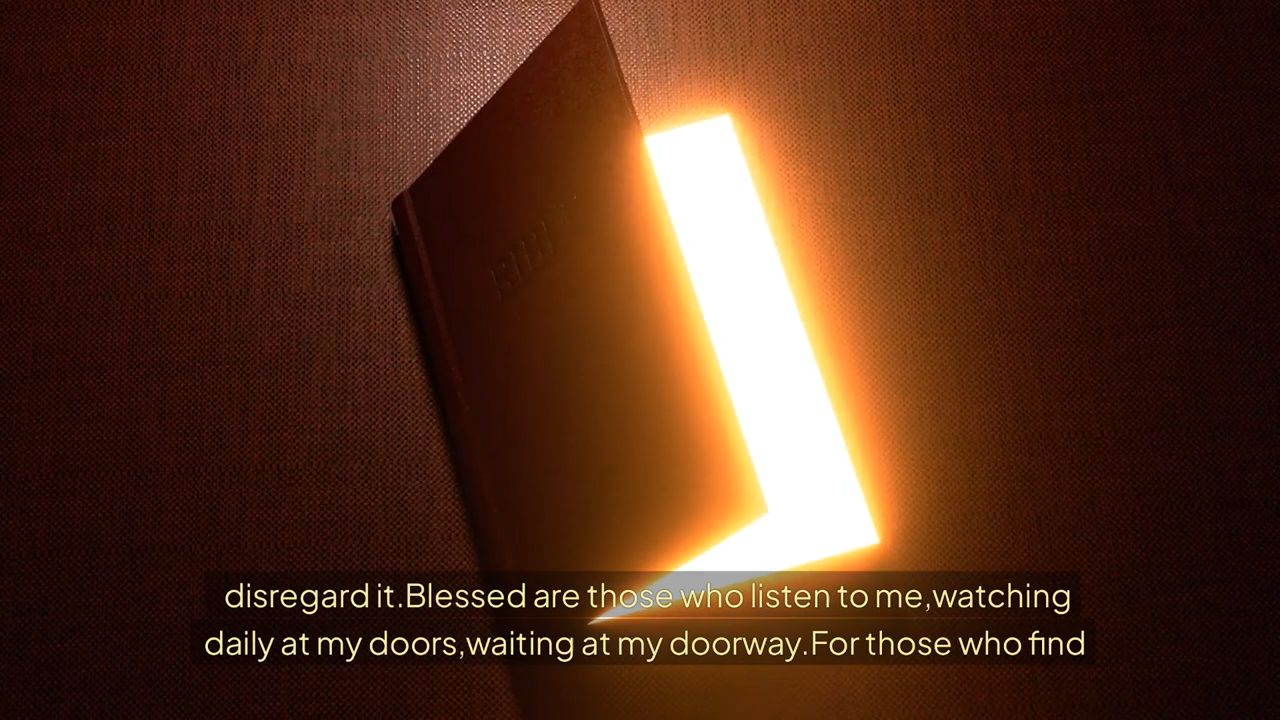 disregard it.Blessed are those who listen to me,watching
daily at my doors,waiting at my doorway.For those who find